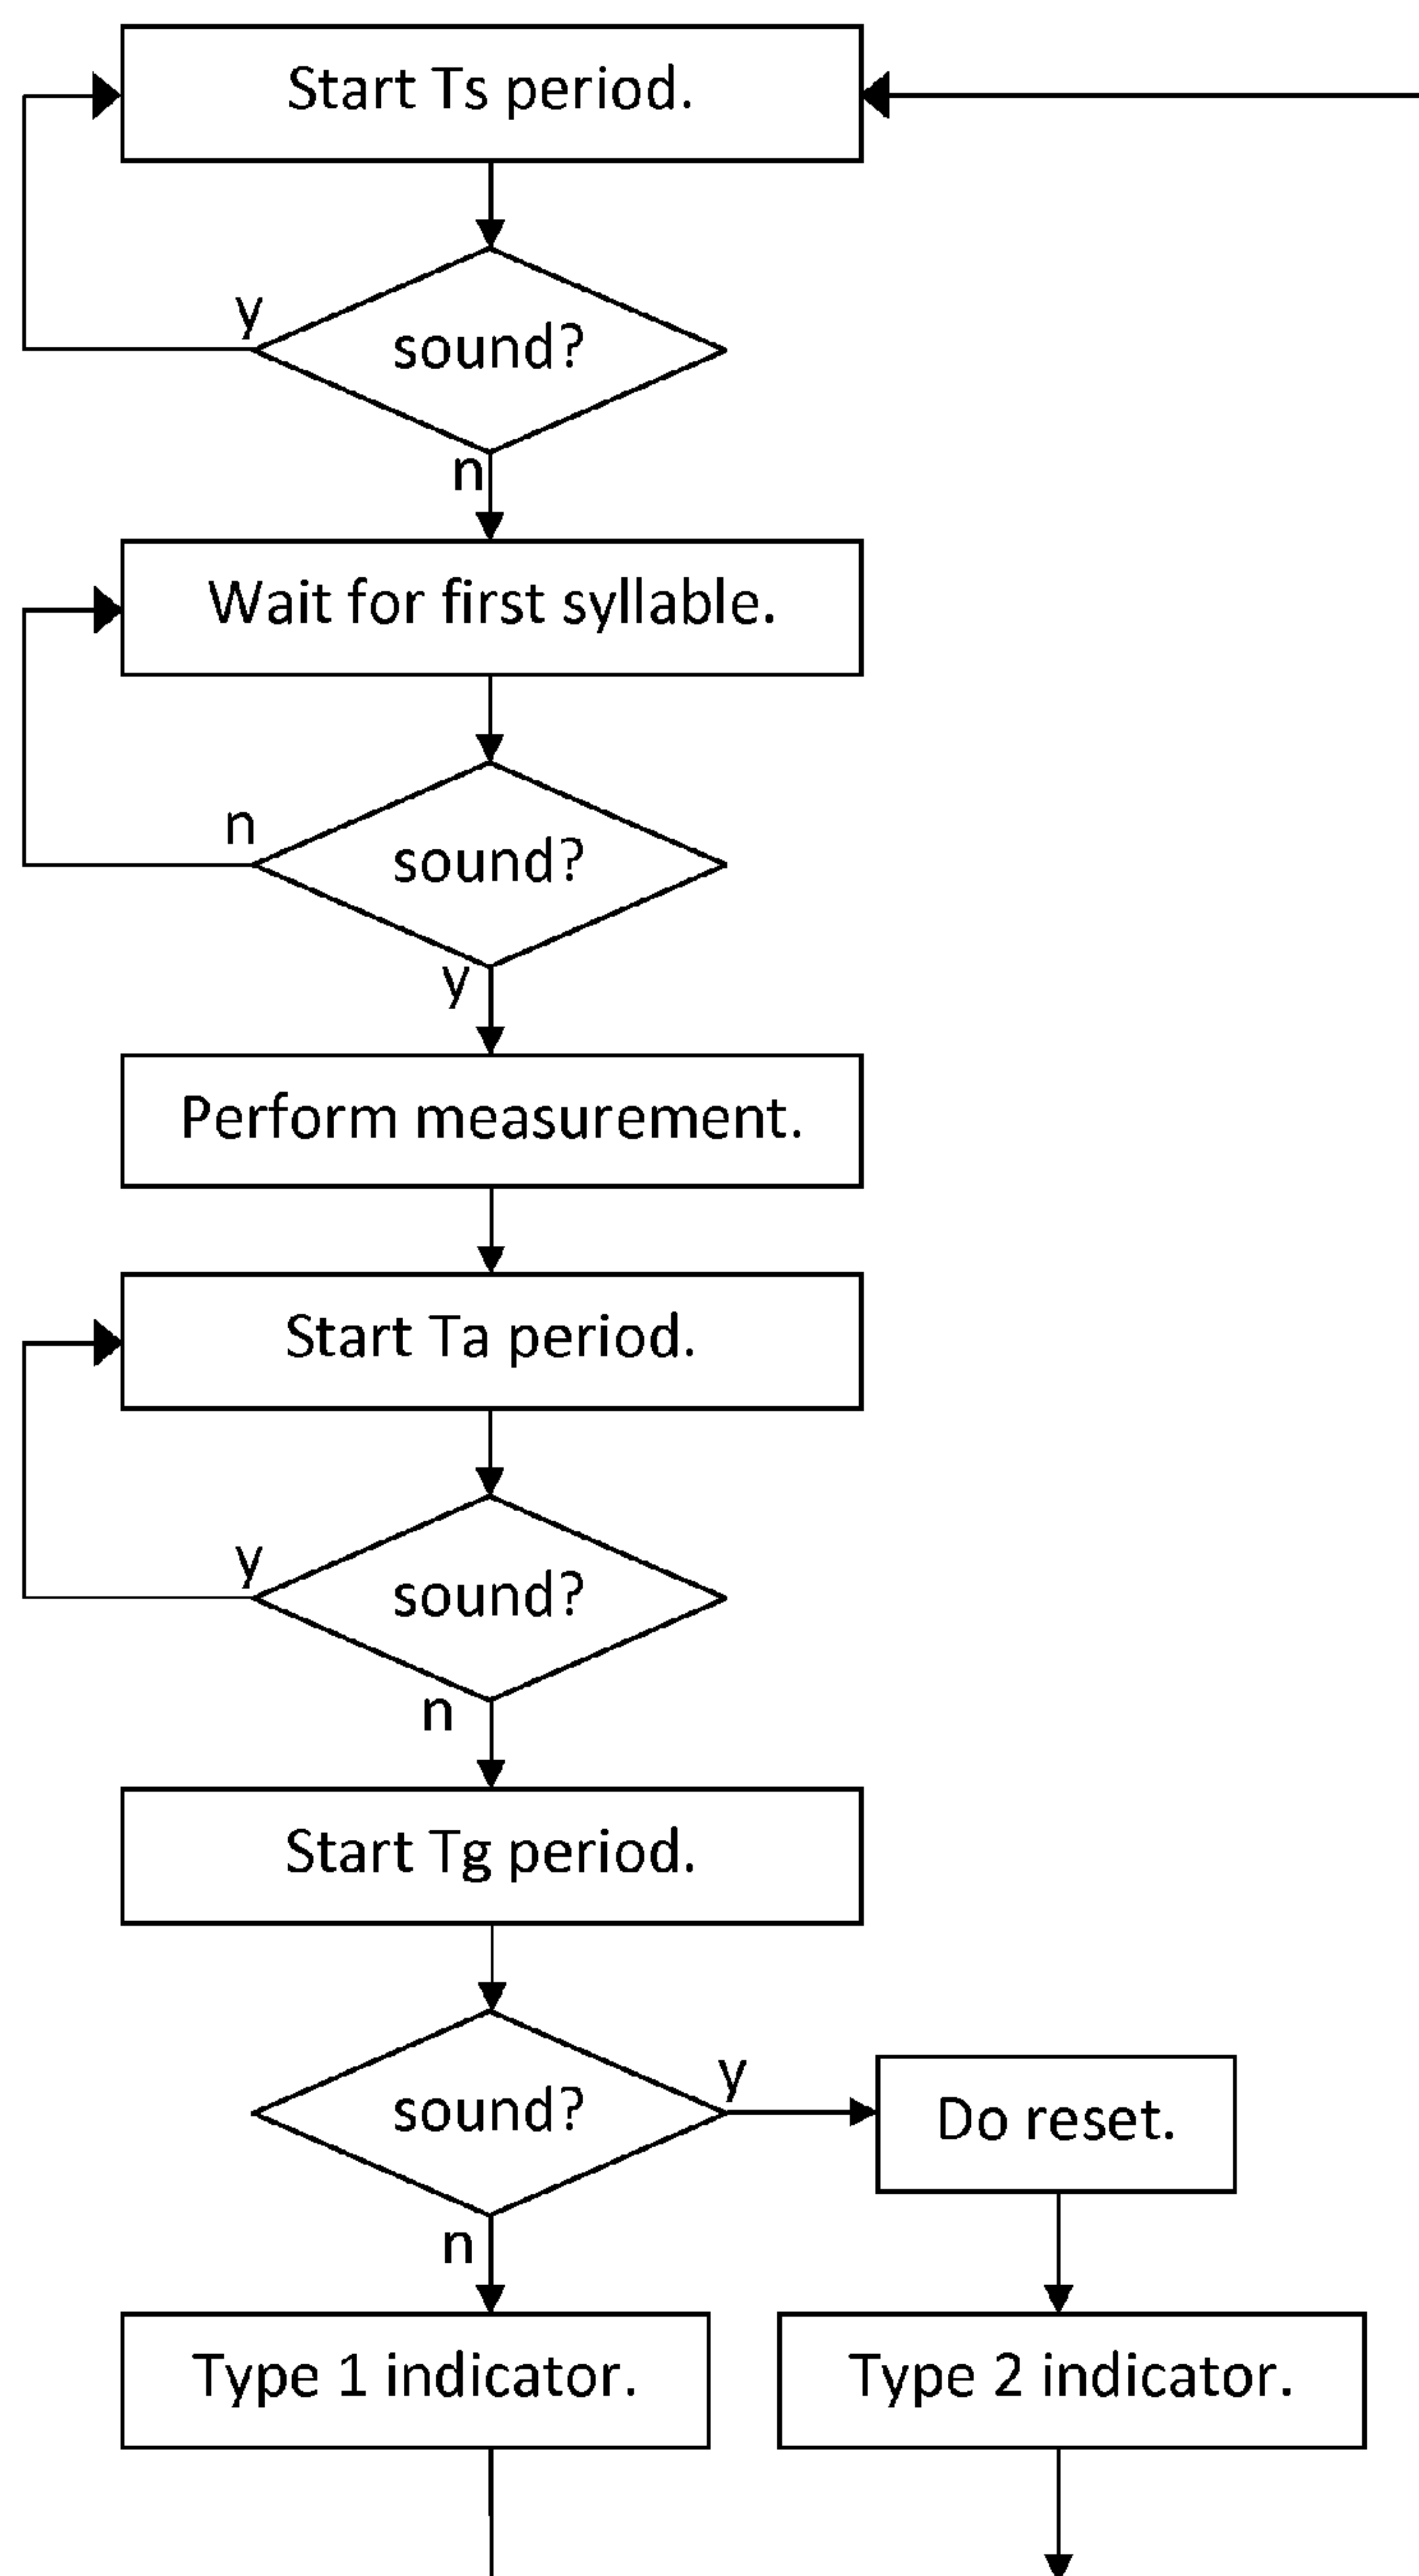 Start Ts period.
y
sound?
n
Wait for first syllable.
n
sound?
y
Perform measurement.
Start Ta period.
y
sound?
n
Start Tg period.
sound?
y
Do reset.
n
Type 1 indicator.
Type 2 indicator.